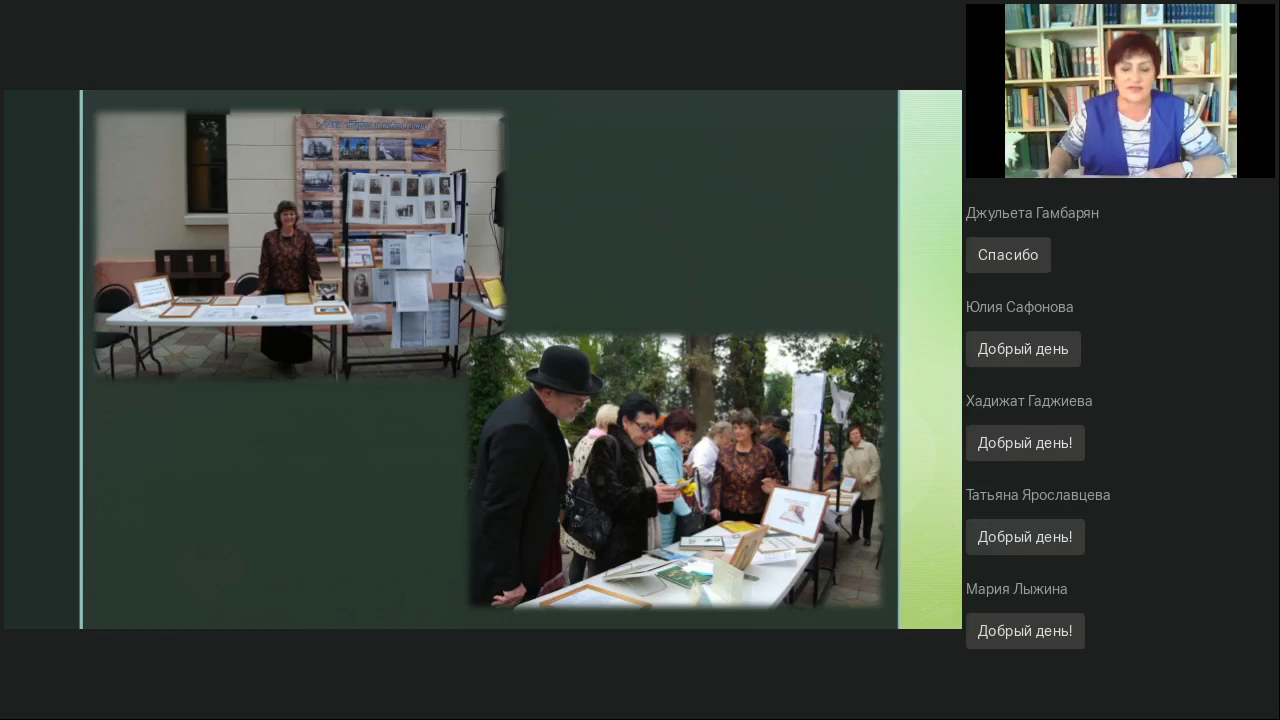 Джульета Гамбарян
Спасибо
Юлия Сафонова
Добрый день
Хадижат Гаджиева
Добрый день!
Татьяна Ярославцева
Добрый день!
Мария Лыжина
Добрый день!